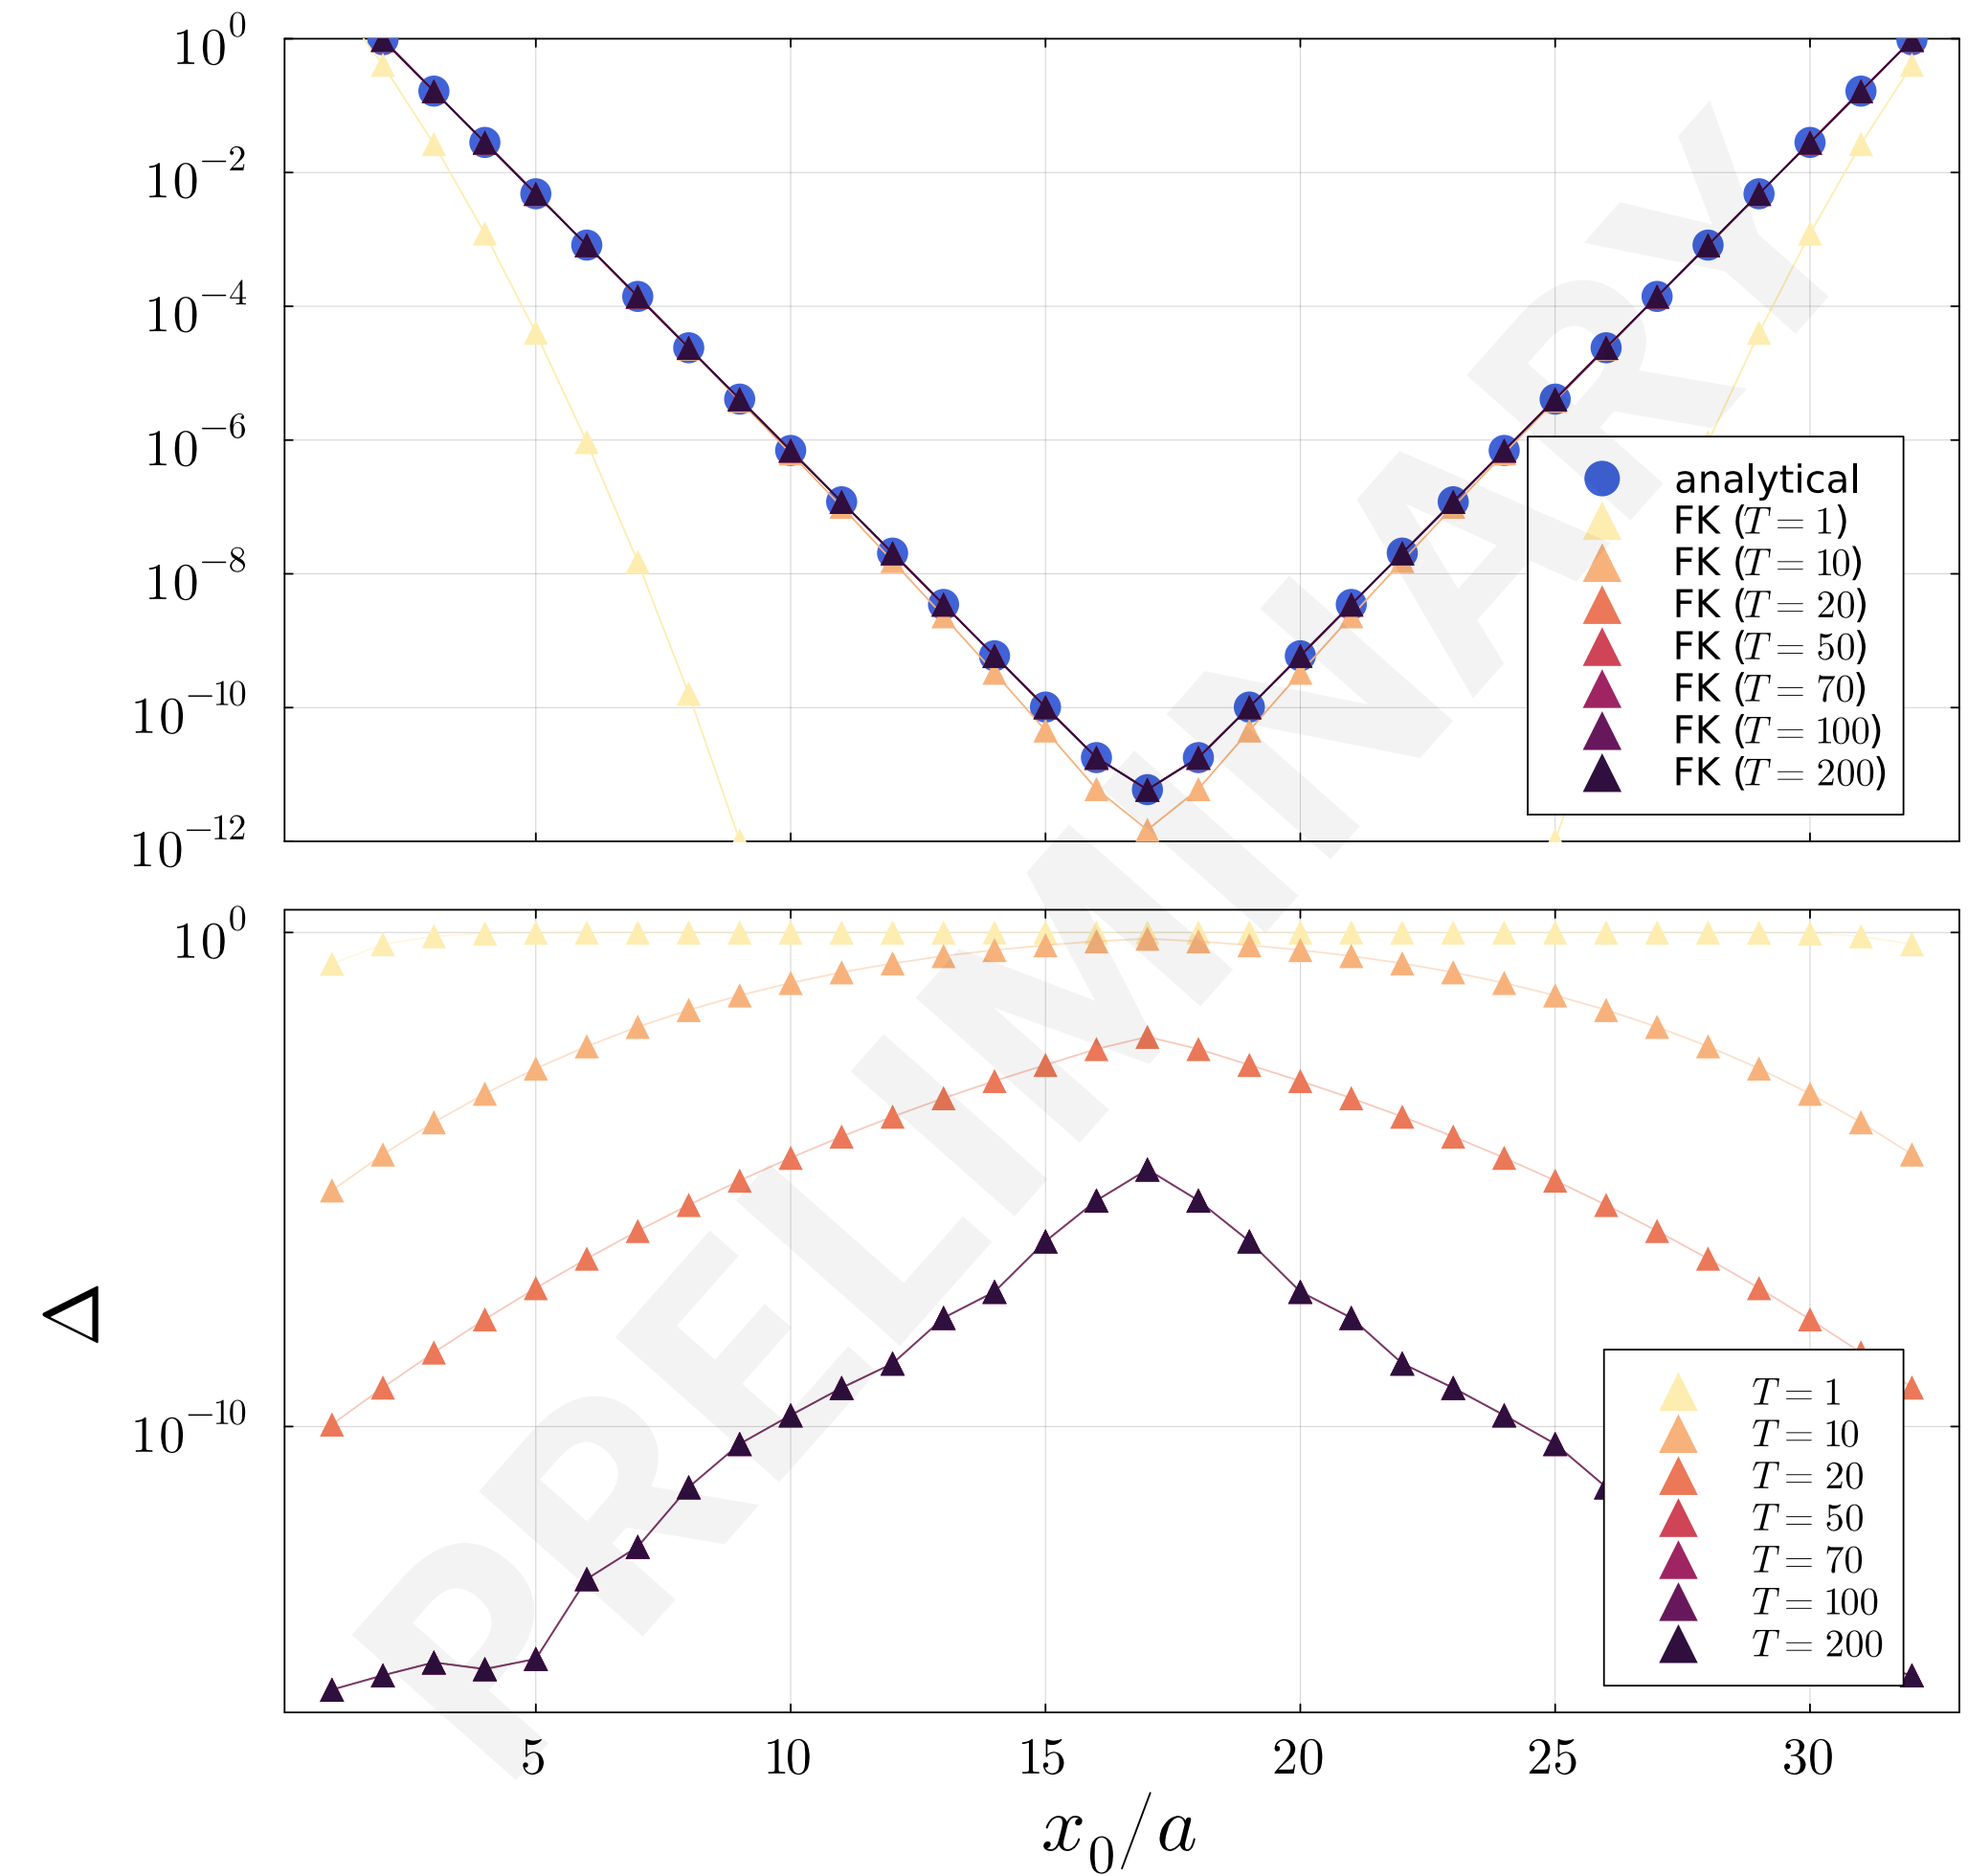 10^0
10^{-2}
10^{-4}
10^{-6}
10^{-8}
10^{-10}
10^{-12}
analytical
FK (T = 1)
FK (T = 10)
FK (T = 20)
FK (T = 50)
FK (T = 70)
FK (T = 100)
FK (T = 200)
PRELIMINARY
10^0
10^{-10}
Δ
T = 1
T = 10
T = 20
T = 50
T = 70
T = 100
T = 200
5 10 15 20 25 30
x_0/a